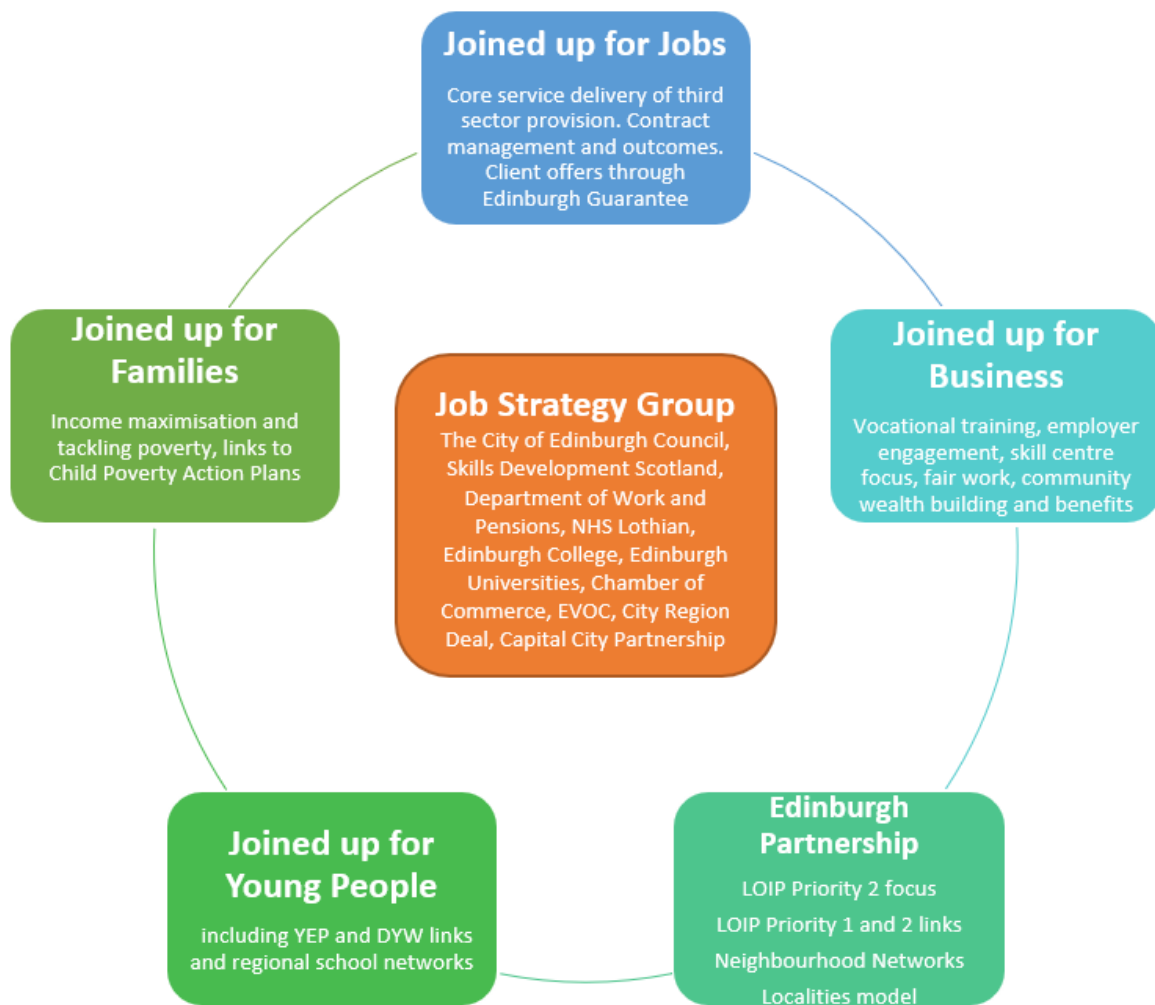 Joined up for Jobs
Core service delivery of third
sector provision. Contract
management and outcomes.
Client offers through
Edinburgh Guarantee
Joined up for
Families
Income maximisation and
tackling poverty, links to
Child Poverty Action Plans
Job Strategy Group
The City of Edinburgh Council,
Skills Development Scotland,
Department of Work and
Pensions, NHS Lothian,
Edinburgh College, Edinburgh
Universities, Chamber of
Commerce, EVOC, City Region
Deal, Capital City Partnership
Joined up for
Business
Vocational training, employer
engagement, skill centre
focus, fair work, community
wealth building and benefits
Joined up for
Young People
including YEP and DYW links
and regional school networks
Edinburgh
Partnership
LOIP Priority 2 focus
LOIP Priority 1 and 2 links
Neighbourhood Networks
Localities model